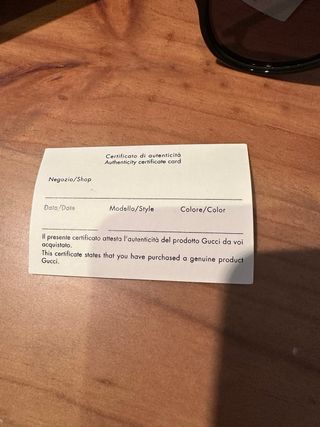 Certificato di autenticità
Authenticity certificate card
Negozio/Shop
Data/Date Modello/Style Colore/Color
Il presente certificato attesta l'autenticità del prodotto Gucci da voi
acquistato.
This certificate states that you have purchased a genuine product
Gucci.